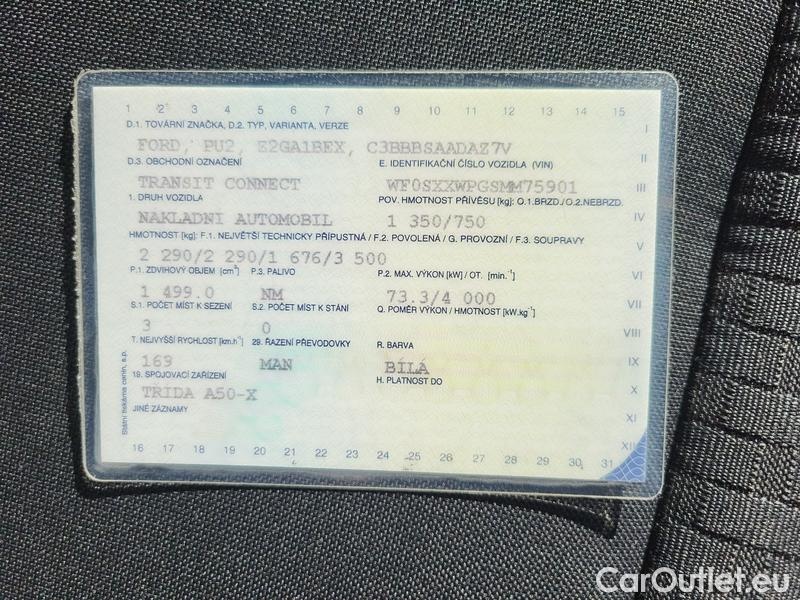 1 2 3 4 5 6 7 8 9 10 11 12 13 14 15
D.1. TOVÁRNÍ ZNAČKA, D.2. TYP, VARIANTA, VERZE
I
FORD, PU2, E2GA1BEX, C3BBBSAADAZ7V
D.3. OBCHODNÍ OZNAČENÍ E. IDENTIFIKAČNÍ ČÍSLO VOZIDLA (VIN)
II
TRANSIT CONNECT WF0SXXWPGSMM75901
III
1. DRUH VOZIDLA POV. HMOTNOST PŘÍVĚSU [kg]: O.1.BRZD./O.2.NEBRZD.
NÁKLADNÍ AUTOMOBIL 1 350/750
IV
HMOTNOST [kg]: F.1. NEJVĚTŠÍ TECHNICKY PŘÍPUSTNÁ / F.2. POVOLENÁ / G. PROVOZNÍ / F.3. SOUPRAVY
V
2 290/2 290/1 676/3 500
P.1. ZDVIHOVÝ OBJEM [cm³] P.3. PALIVO P.2. MAX. VÝKON [kW] / OT. [min.⁻¹]
VI
1 499.0 NM 73.3/4 000
S.1. POČET MÍST K SEZENÍ S.2. POČET MÍST K STÁNÍ Q. POMĚR VÝKON / HMOTNOST [kW.kg⁻¹]
VII
3 0
T. NEJVYŠŠÍ RYCHLOST [km.h⁻¹] 29. ŘAZENÍ PŘEVODOVKY R. BARVA
VIII
169 MAN BÍLÁ
IX
19. SPOJOVACÍ ZAŘÍZENÍ H. PLATNOST DO
TŘÍDA A50-X
X
JINÉ ZÁZNAMY
XI
XII
16 17 18 19 20 21 22 23 24 25 26 27 28 29 30 31
Státní tiskárna cenin, s.p.
CarOutlet.eu